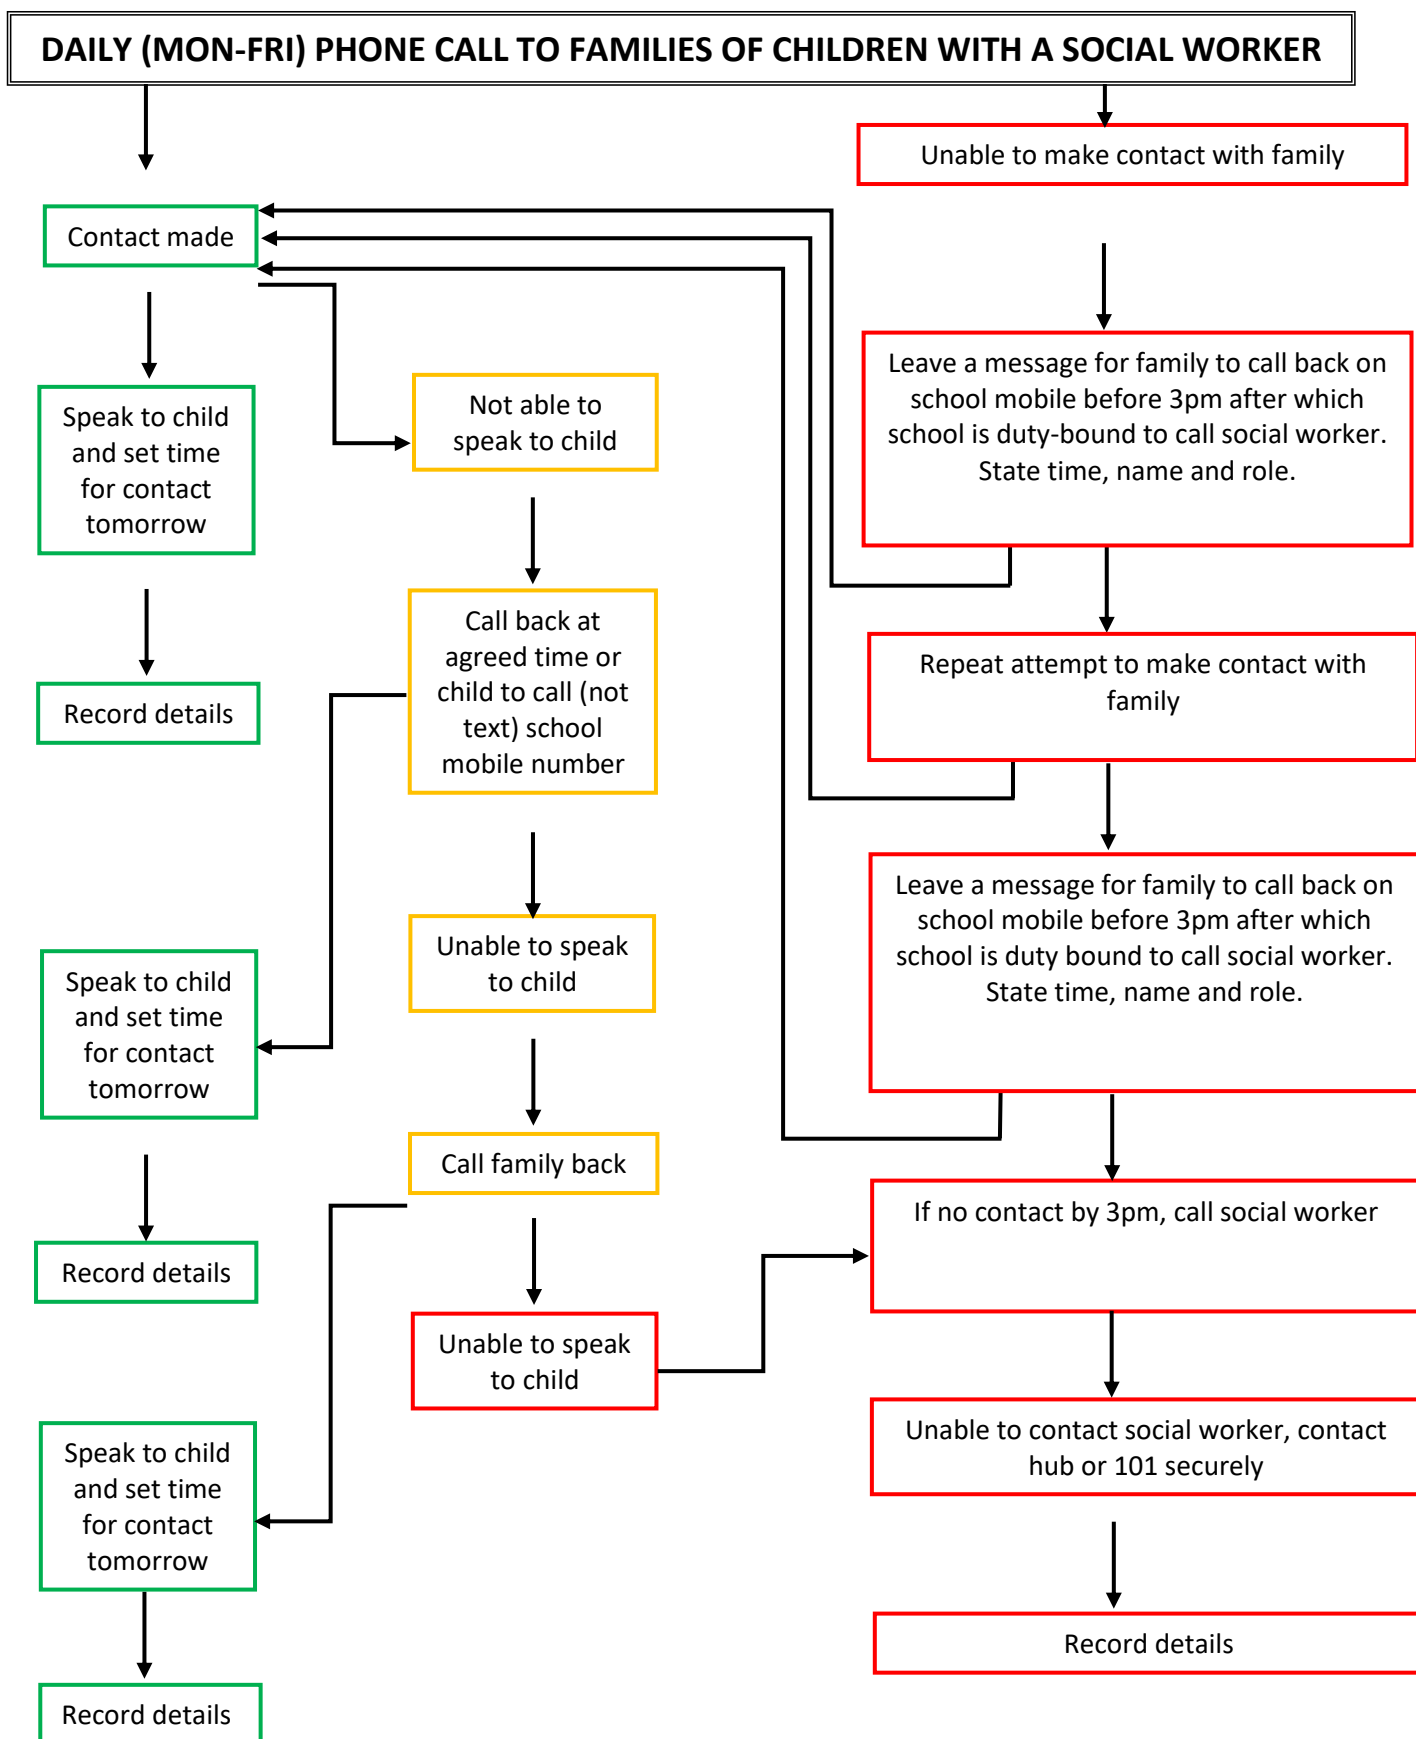 DAILY (MON-FRI) PHONE CALL TO FAMILIES OF CHILDREN WITH A SOCIAL WORKER
Contact made
Speak to child
and set time
for contact
tomorrow
Record details
Speak to child
and set time
for contact
tomorrow
Record details
Speak to child
and set time
for contact
tomorrow
Record details
Not able to
speak to child
Call back at
agreed time or
child to call (not
text) school
mobile number
Unable to speak
to child
Call family back
Unable to speak
to child
Unable to make contact with family
Leave a message for family to call back on
school mobile before 3pm after which
school is duty-bound to call social worker.
State time, name and role.
Repeat attempt to make contact with
family
Leave a message for family to call back on
school mobile before 3pm after which
school is duty bound to call social worker.
State time, name and role.
If no contact by 3pm, call social worker
Unable to contact social worker, contact
hub or 101 securely
Record details